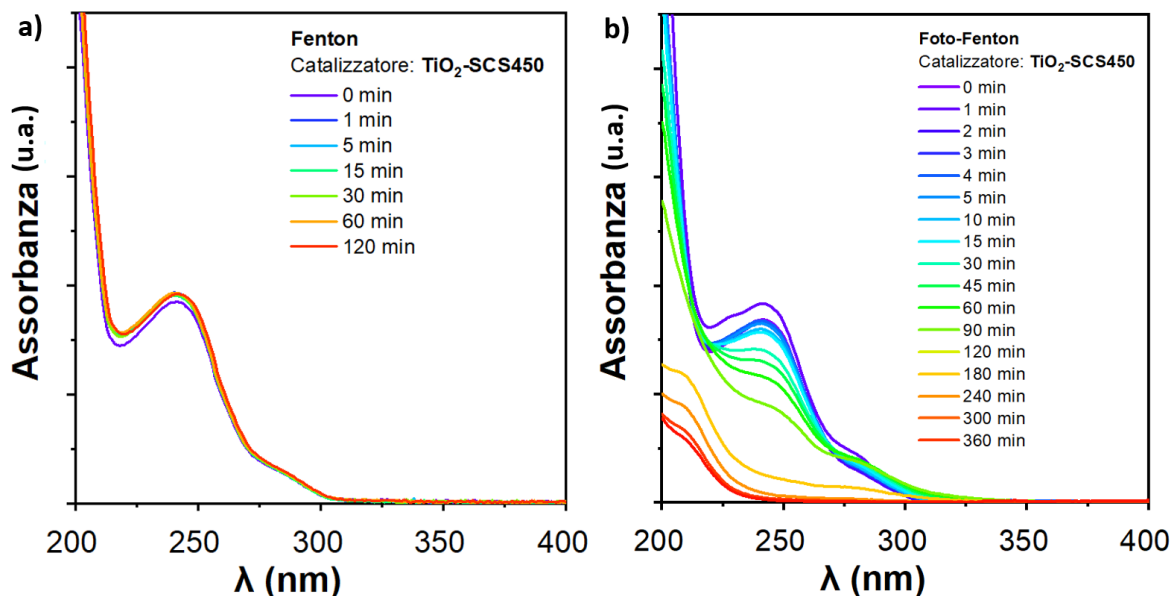 a)
Fenton
Catalizzatore: TiO₂-SCS450
0 min
1 min
5 min
15 min
30 min
60 min
120 min
Assorbanza (u.a.)
200 250 300 350 400
λ (nm)
b)
Foto-Fenton
Catalizzatore: TiO₂-SCS450
0 min
1 min
2 min
3 min
4 min
5 min
10 min
15 min
30 min
45 min
60 min
90 min
120 min
180 min
240 min
300 min
360 min
Assorbanza (u.a.)
200 250 300 350 400
λ (nm)